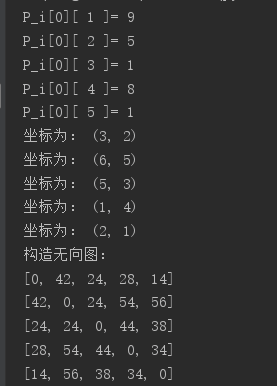 P_i[0][ 1 ]= 9
P_i[0][ 2 ]= 5
P_i[0][ 3 ]= 1
P_i[0][ 4 ]= 8
P_i[0][ 5 ]= 1
坐标为： (3, 2)
坐标为： (6, 5)
坐标为： (5, 3)
坐标为： (1, 4)
坐标为： (2, 1)
构造无向图：
[0, 42, 24, 28, 14]
[42, 0, 24, 54, 56]
[24, 24, 0, 44, 38]
[28, 54, 44, 0, 34]
[14, 56, 38, 34, 0]